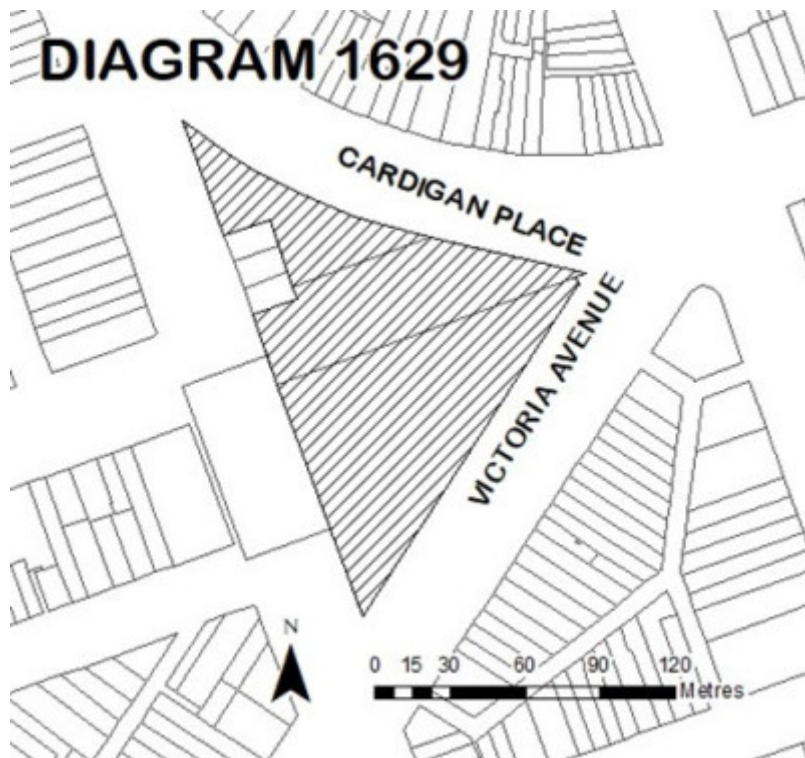 DIAGRAM 1629
CARDIGAN PLACE
VICTORIA AVENUE
N
0 15 30 60 90 120
Metres